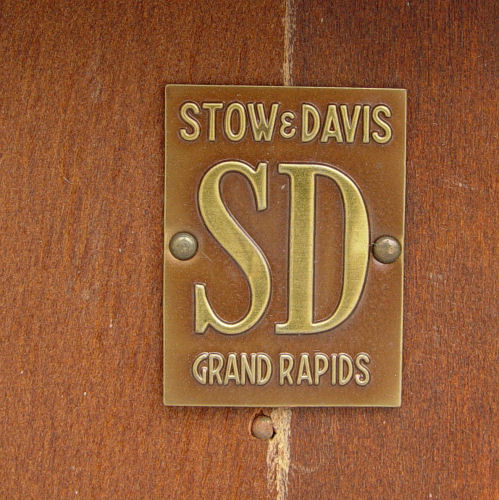 STOW & DAVIS
SD
GRAND RAPIDS